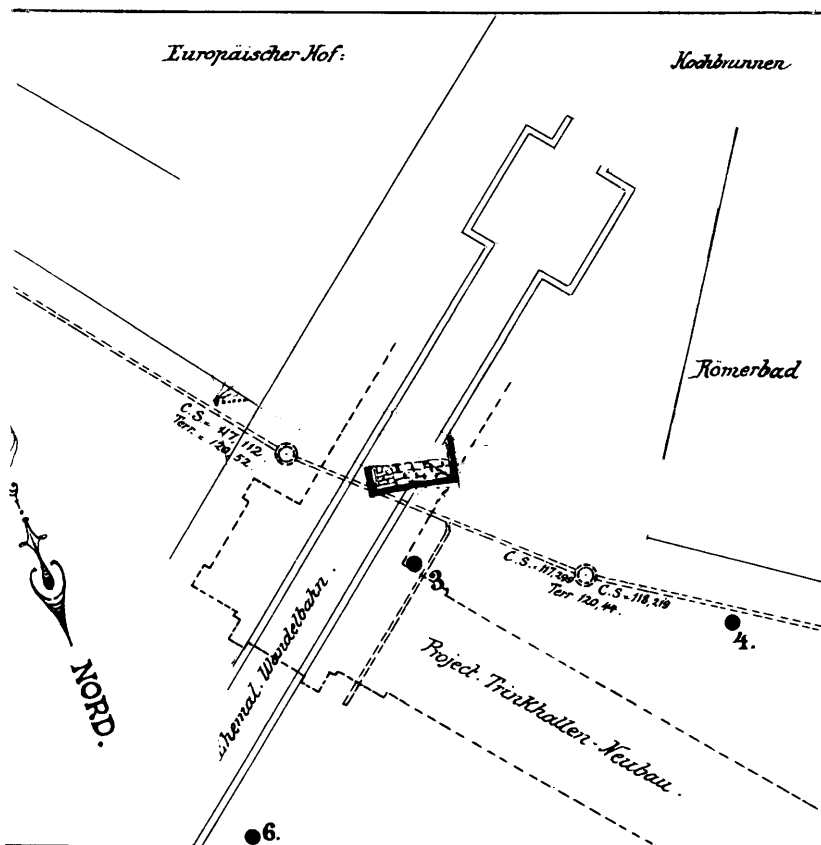 Europäischer Hof:
Kochbrunnen
Römerbad
C.S = 117,112.
Terr. = 120,52
3.
C.S. = 117,290
C.S = 118,219
Terr 120,44.
4.
NORD.
Ehemal. Wandelbahn.
Project. Trinkhallen-Neubau.
6.